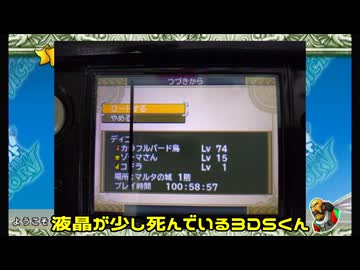 つづきから
ロードする
やめる
ディニ
カラフルバード鳥 Lv 74
ゾーマさん Lv 15
ゴドラ Lv 1
場所:マルタの城 1階
プレイ時間 100:58:57
ようこそ
液晶が少し死んでいる3DSくん